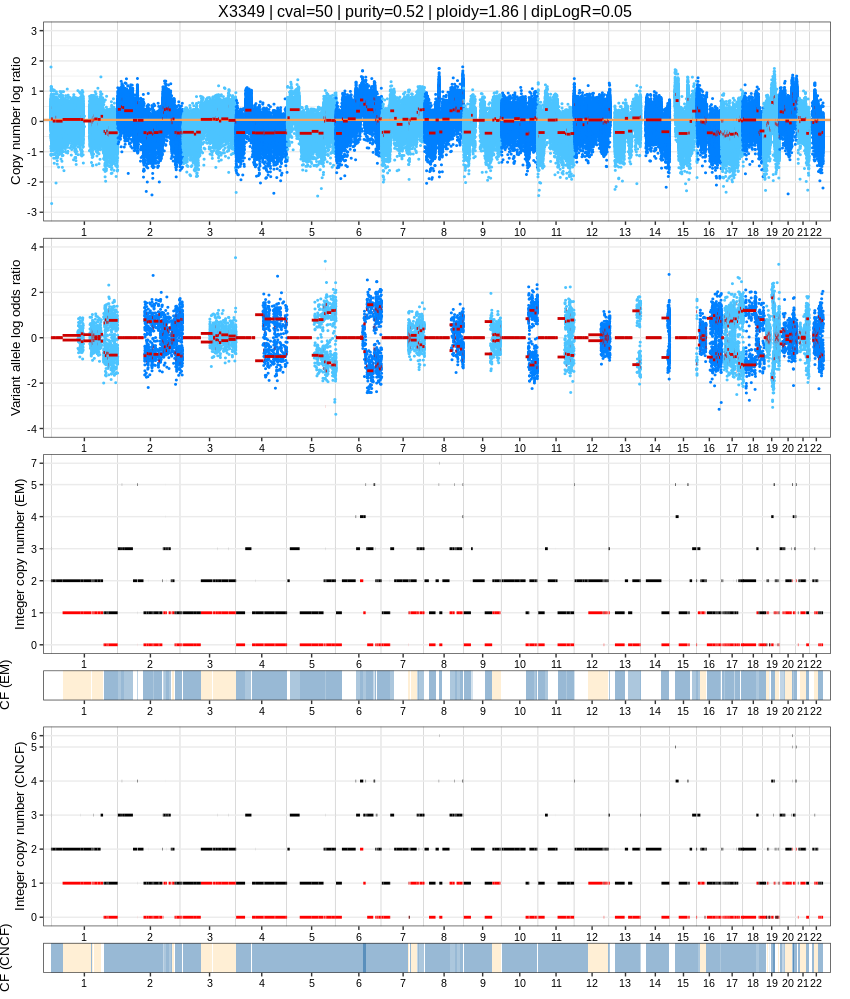 X3349 | cval=50 | purity=0.52 | ploidy=1.86 | dipLogR=0.05
Copy number log ratio
3
2
1
0
-1
-2
-3
1 2 3 4 5 6 7 8 9 10 11 12 13 14 15 16 17 18 19 20 21 22
Variant allele log odds ratio
4
2
0
-2
-4
1 2 3 4 5 6 7 8 9 10 11 12 13 14 15 16 17 18 19 20 21 22
Integer copy number (EM)
7
5
4
3
2
1
0
1 2 3 4 5 6 7 8 9 10 11 12 13 14 15 16 17 18 19 20 21 22
CF (EM)
1 2 3 4 5 6 7 8 9 10 11 12 13 14 15 16 17 18 19 20 21 22
Integer copy number (CNCF)
6
5
4
3
2
1
0
1 2 3 4 5 6 7 8 9 10 11 12 13 14 15 16 17 18 19 20 21 22
CF (CNCF)
1 2 3 4 5 6 7 8 9 10 11 12 13 14 15 16 17 18 19 20 21 22